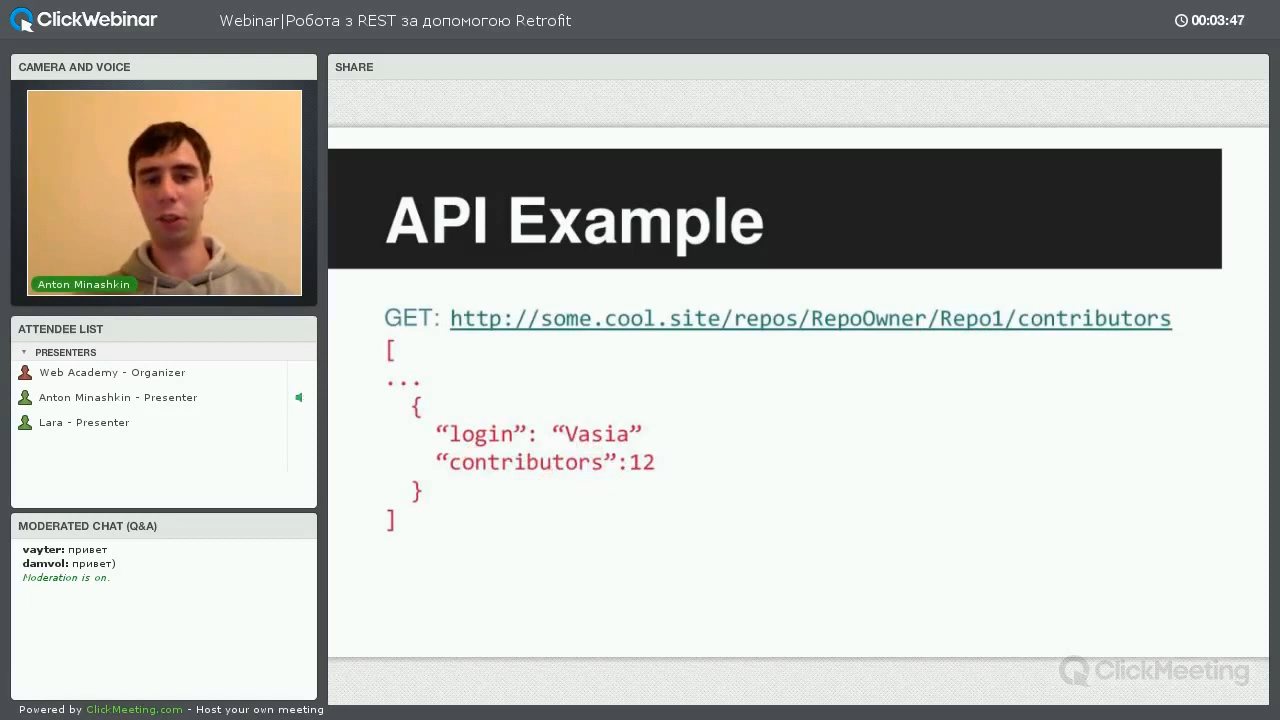 ClickWebinar
Webinar|Робота з REST за допомогою Retrofit
00:03:47
CAMERA AND VOICE
Anton Minashkin
ATTENDEE LIST
PRESENTERS
Web Academy - Organizer
Anton Minashkin - Presenter
Lara - Presenter
MODERATED CHAT (Q&A)
vayter: привет
damvol: привет)
Moderation is on.
SHARE
API Example
GET: http://some.cool.site/repos/RepoOwner/Repo1/contributors
[
...
{
“login”: “Vasia”
“contributors”:12
}
]
ClickMeeting
Powered by ClickMeeting.com - Host your own meeting